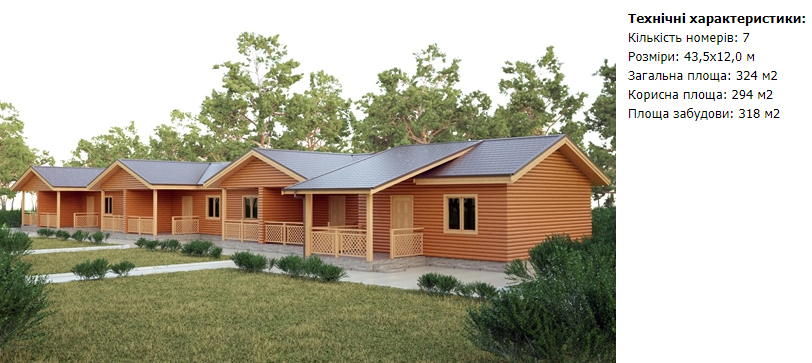 Технічні характеристики:
Кількість номерів: 7
Розміри: 43,5х12,0 м
Загальна площа: 324 м2
Корисна площа: 294 м2
Площа забудови: 318 м2